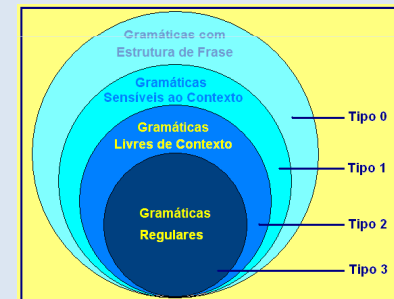 Gramáticas com
Estrutura de Frase
Gramáticas
Sensíveis ao Contexto
Tipo 0
Gramáticas
Livres de Contexto
Tipo 1
Gramáticas
Regulares
Tipo 2
Tipo 3